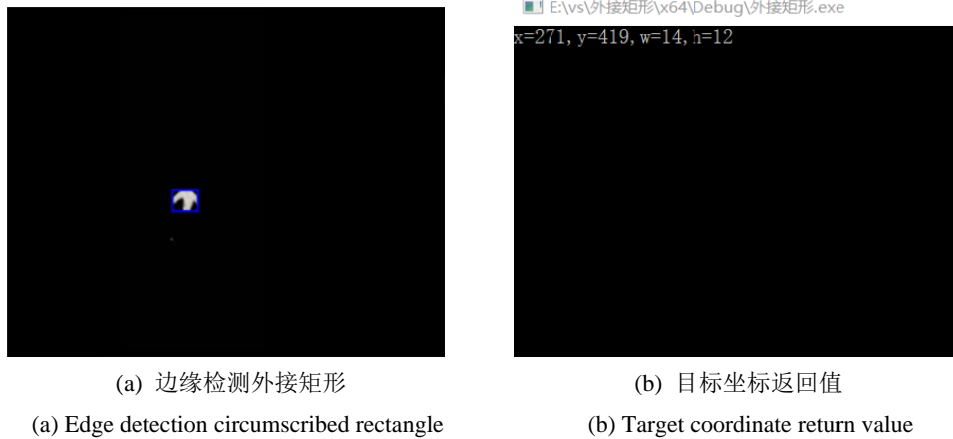 E:\vs\外接矩形\x64\Debug\外接矩形.exe
x=271, y=419, w=14, h=12
(a) 边缘检测外接矩形
(b) 目标坐标返回值
(a) Edge detection circumscribed rectangle
(b) Target coordinate return value